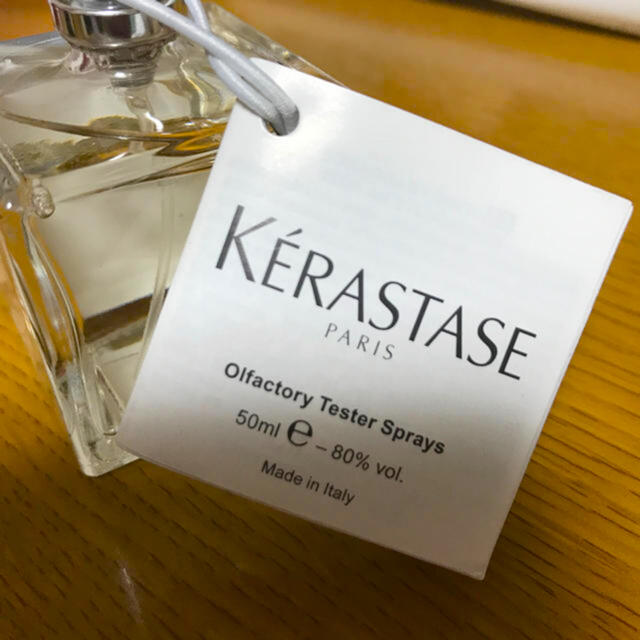 KÉRASTASE
PARIS
Olfactory Tester Sprays
50ml ℮ – 80% vol.
Made in Italy